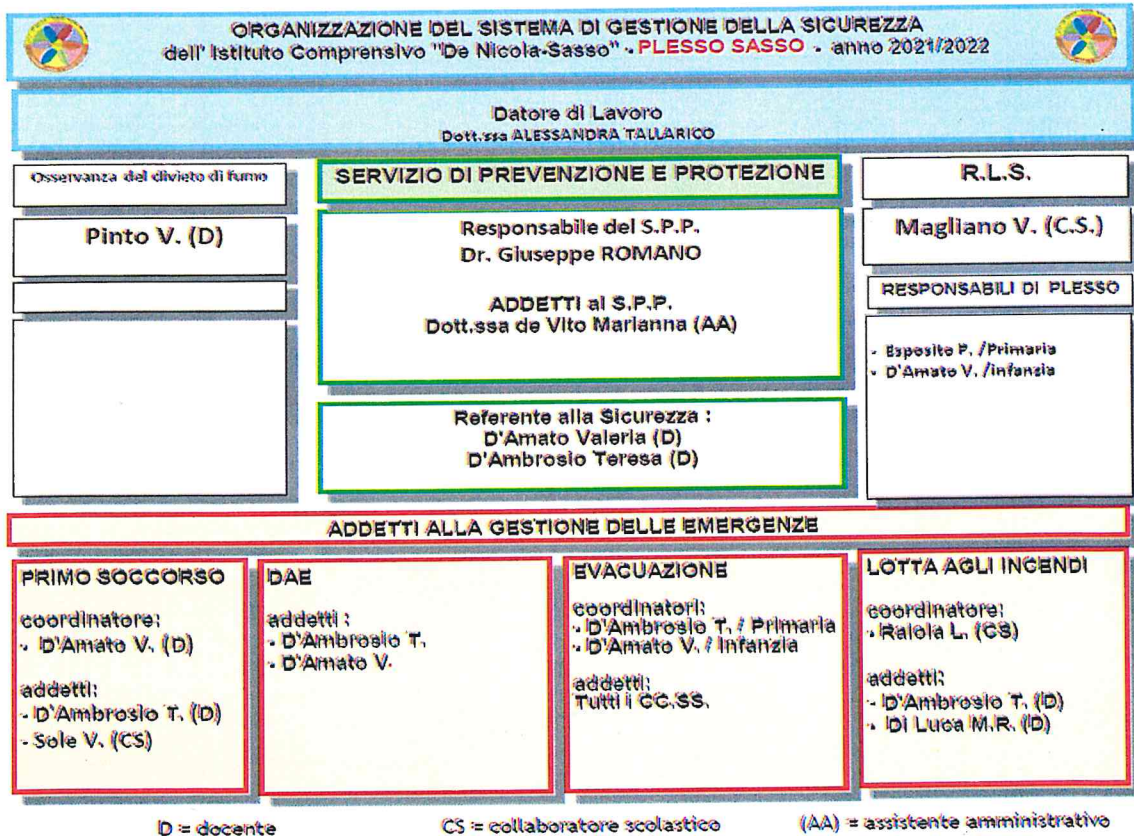 ORGANIZZAZIONE DEL SISTEMA DI GESTIONE DELLA SICUREZZA
dell' Istituto Comprensivo "De Nicola-Sasso" - PLESSO SASSO - anno 2021/2022
Datore di Lavoro
Dott.ssa ALESSANDRA TALLARICO
Osservanza del divieto di fumo
Pinto V. (D)
SERVIZIO DI PREVENZIONE E PROTEZIONE
Responsabile del S.P.P.
Dr. Giuseppe ROMANO
ADDETTI al S.P.P.
Dott.ssa de Vito Marianna (AA)
Referente alla Sicurezza :
D'Amato Valeria (D)
D'Ambrosio Teresa (D)
R.L.S.
Magliano V. (C.S.)
RESPONSABILI DI PLESSO
- Esposito P. /Primaria
- D'Amato V. /infanzia
ADDETTI ALLA GESTIONE DELLE EMERGENZE
PRIMO SOCCORSO
coordinatore:
- D'Amato V. (D)
addetti:
- D'Ambrosio T. (D)
- Sole V. (CS)
DAE
addetti :
- D'Ambrosio T.
- D'Amato V.
EVACUAZIONE
coordinatori:
- D'Ambrosio T. / Primaria
- D'Amato V. / Infanzia
addetti:
Tutti i CC.SS.
LOTTA AGLI INCENDI
coordinatore:
- Raiola L. (CS)
addetti:
- D'Ambrosio T. (D)
- Di Luca M.R. (D)
D = docente
CS = collaboratore scolastico
(AA) = assistente amministrativo